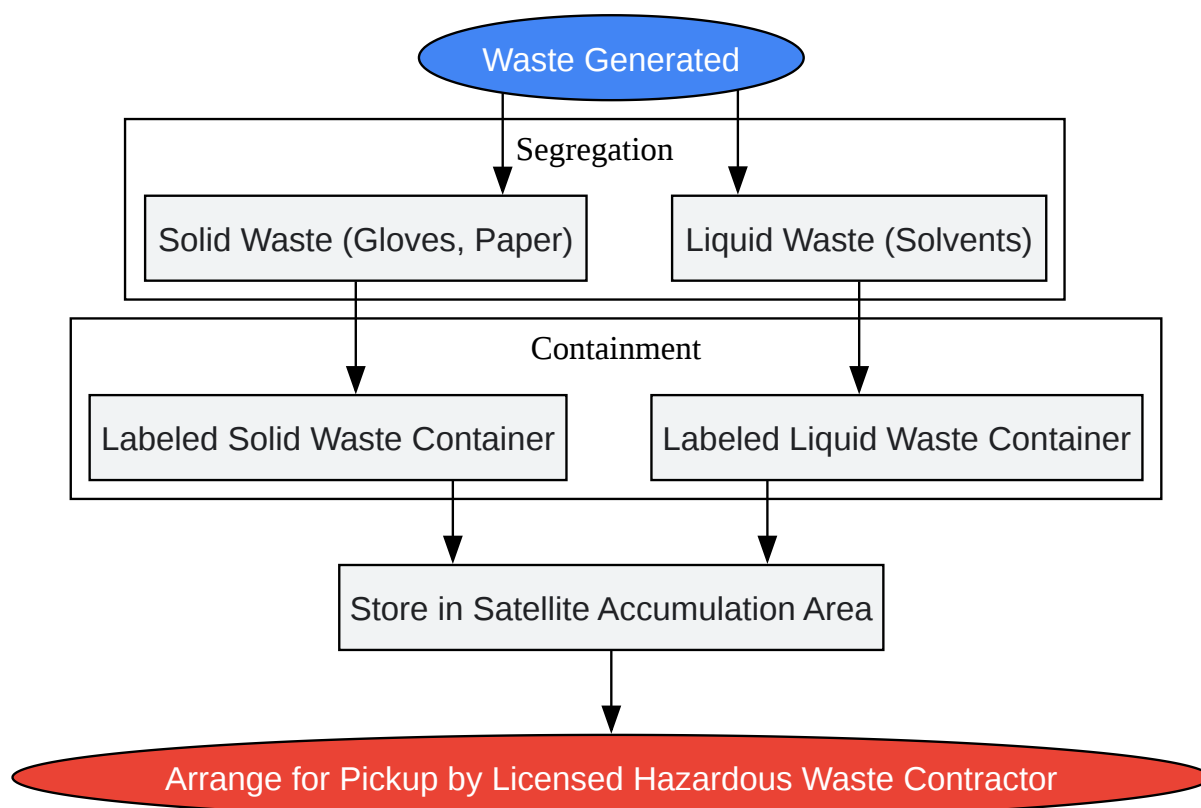 Waste Generated
Segregation
Solid Waste (Gloves, Paper)
Liquid Waste (Solvents)
Containment
Labeled Solid Waste Container
Labeled Liquid Waste Container
Store in Satellite Accumulation Area
Arrange for Pickup by Licensed Hazardous Waste Contractor